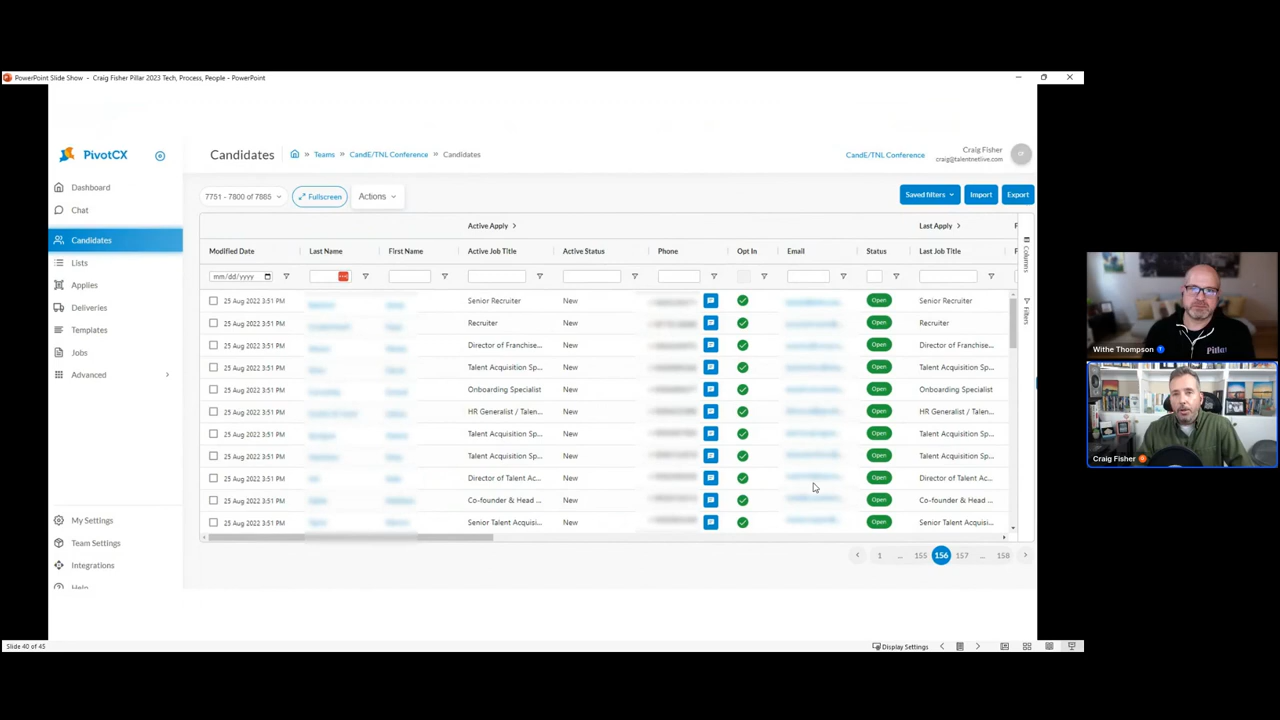 PowerPoint Slide Show - Craig Fisher Pillar 2023 Tech, Process, People - PowerPoint
PivotCX
Dashboard
Chat
Candidates
Lists
Applies
Deliveries
Templates
Jobs
Advanced
My Settings
Team Settings
Integrations
Help
Candidates
Teams » CandE/TNL Conference » Candidates
CandE/TNL Conference
Craig Fisher
craig@talentnetlive.com
CF
7751 - 7800 of 7885
Fullscreen
Actions
Saved filters
Import
Export
Active Apply >
Last Apply >
Modified Date Last Name First Name Active Job Title Active Status Phone Opt In Email Status Last Job Title
mm/dd/yyyy
25 Aug 2022 3:51 PM New Senior Recruiter Open Senior Recruiter
25 Aug 2022 3:51 PM Recruiter New Open Recruiter
25 Aug 2022 3:51 PM Director of Franchise... New Open Director of Franchise...
25 Aug 2022 3:51 PM Talent Acquisition Sp... New Open Talent Acquisition Sp...
25 Aug 2022 3:51 PM Onboarding Specialist New Open Onboarding Specialist
25 Aug 2022 3:51 PM HR Generalist / Talen... New Open HR Generalist / Talen...
25 Aug 2022 3:51 PM Talent Acquisition Sp... New Open Talent Acquisition Sp...
25 Aug 2022 3:51 PM Talent Acquisition Sp... New Open Talent Acquisition Sp...
25 Aug 2022 3:51 PM Director of Talent Ac... New Open Director of Talent Ac...
25 Aug 2022 3:51 PM Co-founder & Head ... New Open Co-founder & Head ...
25 Aug 2022 3:51 PM Senior Talent Acquisi... New Open Senior Talent Acquisi...
Columns
Filters
< 1 ... 155 156 157 ... 158 >
Slide 40 of 45
Display Settings
Pillar
Withe Thompson
Craig Fisher